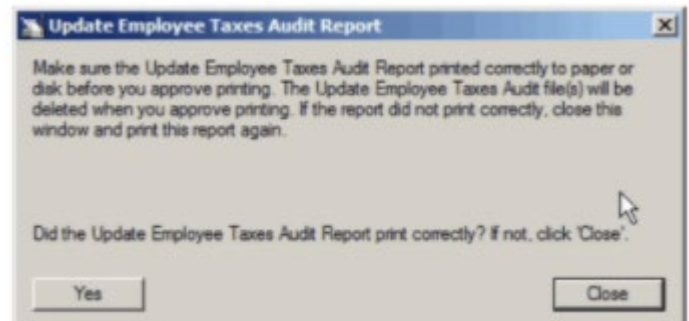 Update Employee Taxes Audit Report
Make sure the Update Employee Taxes Audit Report printed correctly to paper or
disk before you approve printing. The Update Employee Taxes Audit file(s) will be
deleted when you approve printing. If the report did not print correctly, close this
window and print this report again.
Did the Update Employee Taxes Audit Report print correctly? If not, click 'Close'.
Yes
Close